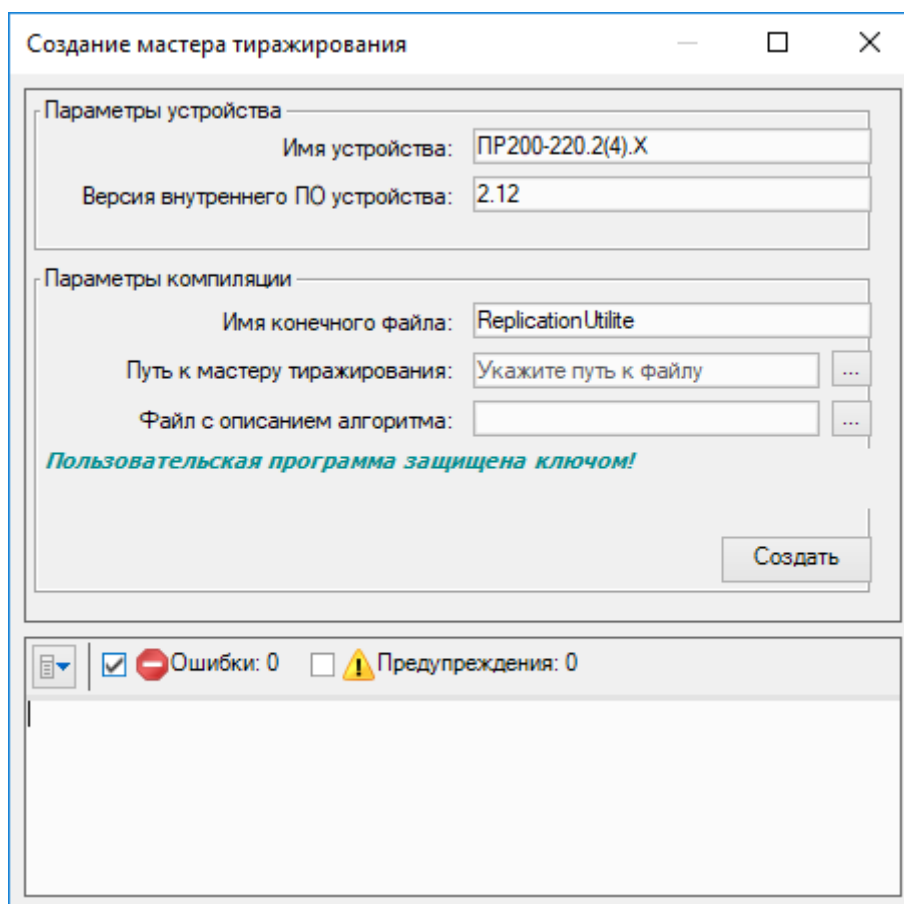 Создание мастера тиражирования
Параметры устройства
Имя устройства: ПР200-220.2(4).X
Версия внутреннего ПО устройства: 2.12
Параметры компиляции
Имя конечного файла: ReplicationUtilite
Путь к мастеру тиражирования: Укажите путь к файлу ...
Файл с описанием алгоритма: ...
Пользовательская программа защищена ключом!
Создать
Ошибки: 0 Предупреждения: 0